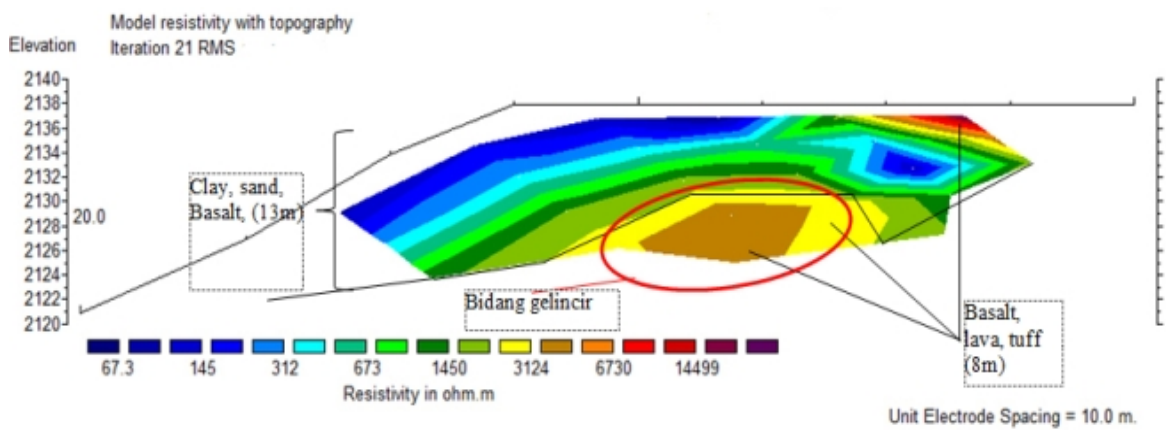 Model resistivity with topography
Elevation
Iteration 21 RMS
2140
2138
2136
2134
2132
2130
2128
2126
2124
2122
2120
20.0
Clay, sand,
Basalt, (13m)
Bidang gelincir
Basalt,
lava, tuff
(8m)
67.3 145 312 673 1450 3124 6730 14499
Resistivity in ohm.m
Unit Electrode Spacing = 10.0 m.